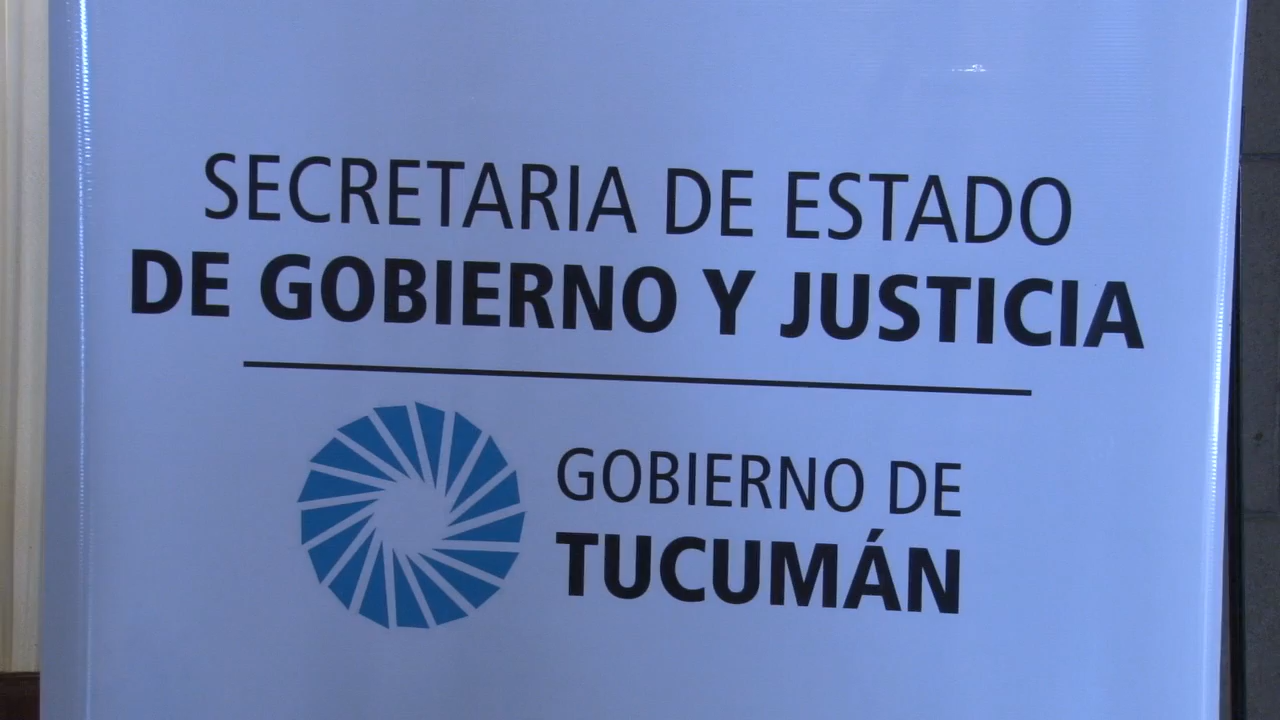 SECRETARIA DE ESTADO
DE GOBIERNO Y JUSTICIA
GOBIERNO DE
TUCUMÁN